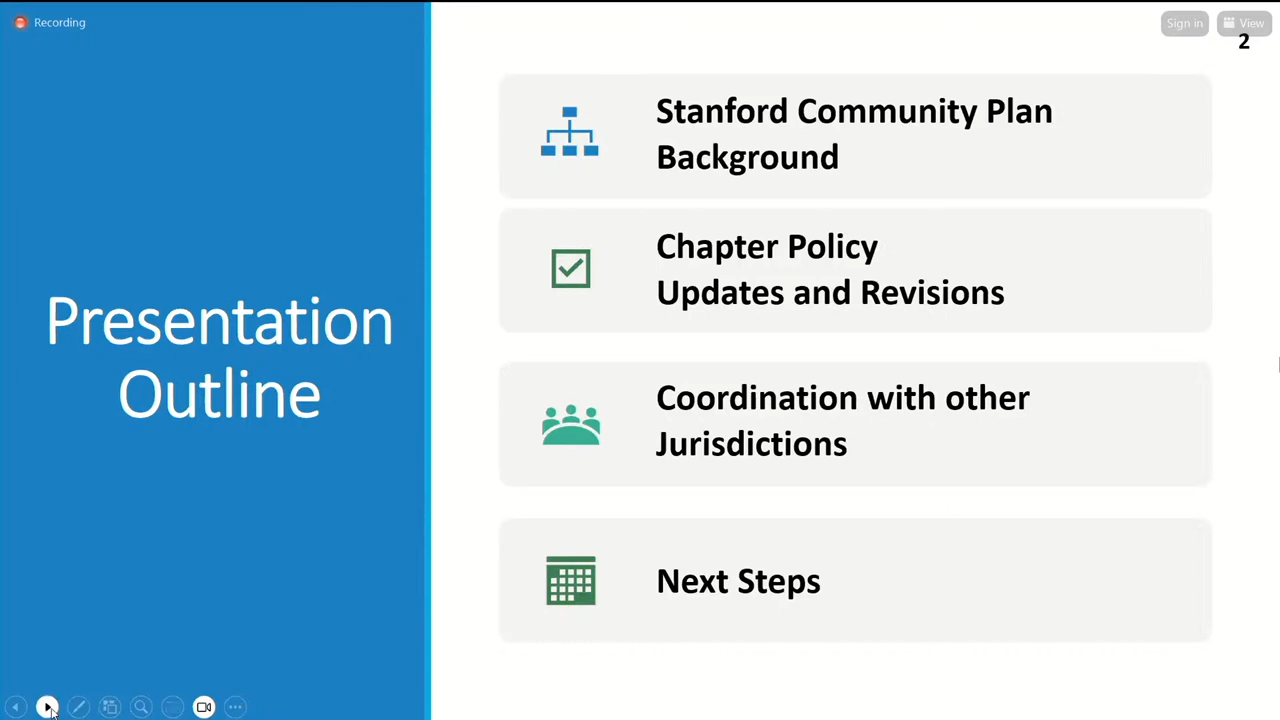 Recording
Sign in
View
2
Presentation
Outline
Stanford Community Plan
Background
Chapter Policy
Updates and Revisions
Coordination with other
Jurisdictions
Next Steps